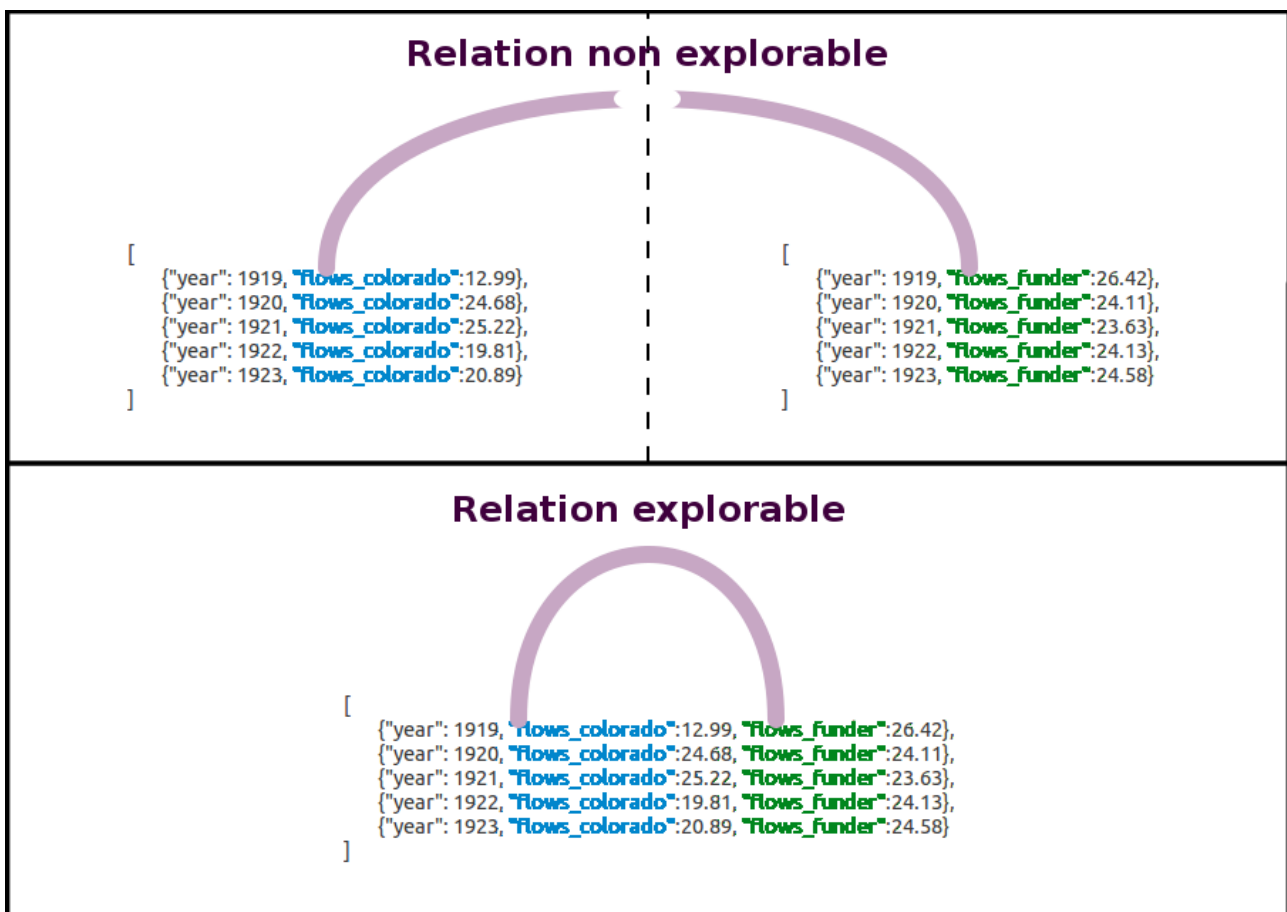 Relation non explorable
[
{"year": 1919, "flows_colorado":12.99},
{"year": 1920, "flows_colorado":24.68},
{"year": 1921, "flows_colorado":25.22},
{"year": 1922, "flows_colorado":19.81},
{"year": 1923, "flows_colorado":20.89}
]
[
{"year": 1919, "flows_funder":26.42},
{"year": 1920, "flows_funder":24.11},
{"year": 1921, "flows_funder":23.63},
{"year": 1922, "flows_funder":24.13},
{"year": 1923, "flows_funder":24.58}
]
Relation explorable
[
{"year": 1919, "flows_colorado":12.99, "flows_funder":26.42},
{"year": 1920, "flows_colorado":24.68, "flows_funder":24.11},
{"year": 1921, "flows_colorado":25.22, "flows_funder":23.63},
{"year": 1922, "flows_colorado":19.81, "flows_funder":24.13},
{"year": 1923, "flows_colorado":20.89, "flows_funder":24.58}
]